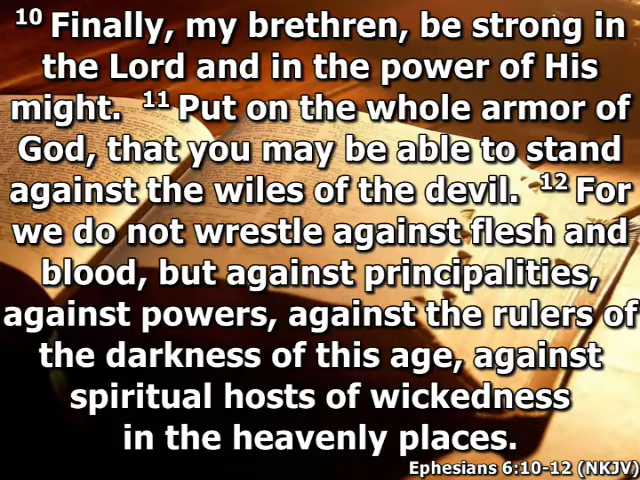 10 Finally, my brethren, be strong in
the Lord and in the power of His
might. 11 Put on the whole armor of
God, that you may be able to stand
against the wiles of the devil. 12 For
we do not wrestle against flesh and
blood, but against principalities,
against powers, against the rulers of
the darkness of this age, against
spiritual hosts of wickedness
in the heavenly places.
Ephesians 6:10-12 (NKJV)